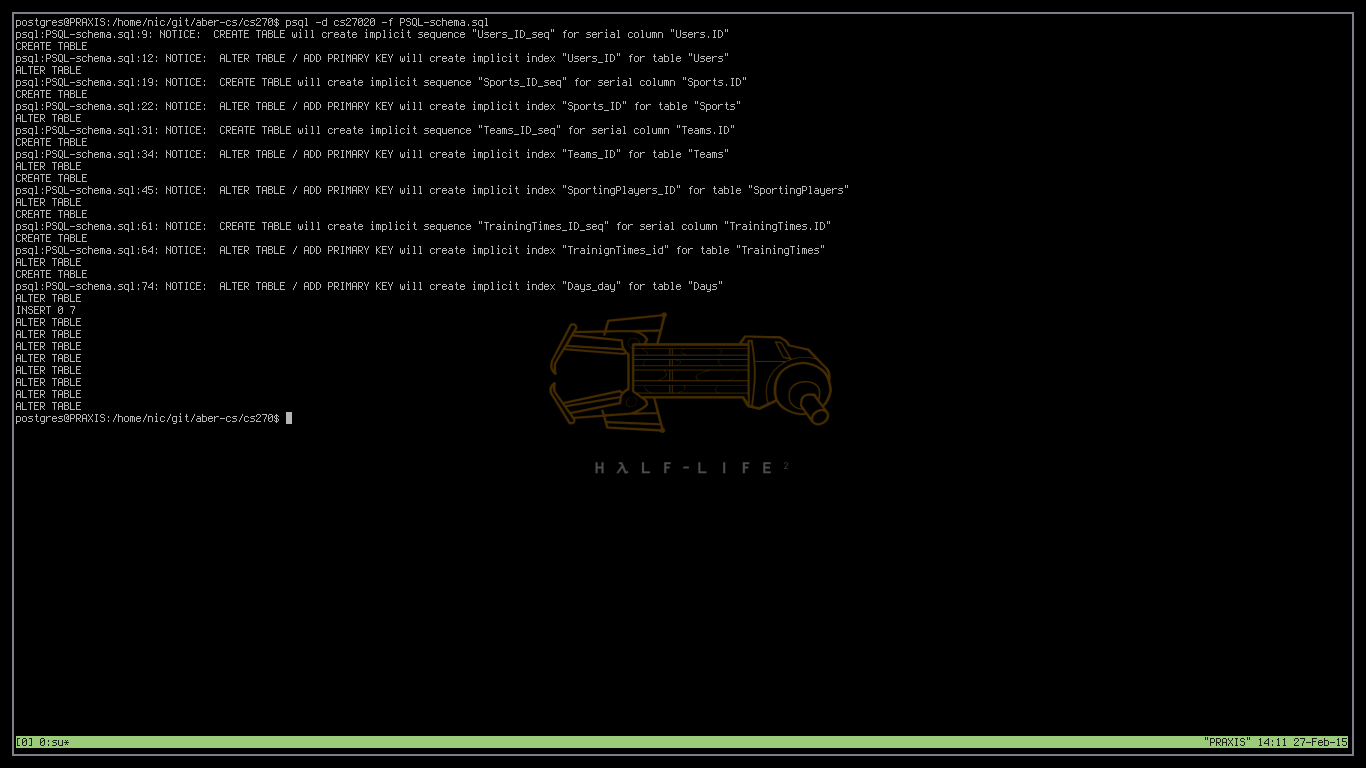 postgres@PRAXIS:/home/nic/git/aber-cs/cs270$ psql -d cs27020 -f PSQL-schema.sql
psql:PSQL-schema.sql:9: NOTICE:  CREATE TABLE will create implicit sequence "Users_ID_seq" for serial column "Users.ID"
CREATE TABLE
psql:PSQL-schema.sql:12: NOTICE:  ALTER TABLE / ADD PRIMARY KEY will create implicit index "Users_ID" for table "Users"
ALTER TABLE
psql:PSQL-schema.sql:19: NOTICE:  CREATE TABLE will create implicit sequence "Sports_ID_seq" for serial column "Sports.ID"
CREATE TABLE
psql:PSQL-schema.sql:22: NOTICE:  ALTER TABLE / ADD PRIMARY KEY will create implicit index "Sports_ID" for table "Sports"
ALTER TABLE
psql:PSQL-schema.sql:31: NOTICE:  CREATE TABLE will create implicit sequence "Teams_ID_seq" for serial column "Teams.ID"
CREATE TABLE
psql:PSQL-schema.sql:34: NOTICE:  ALTER TABLE / ADD PRIMARY KEY will create implicit index "Teams_ID" for table "Teams"
ALTER TABLE
CREATE TABLE
psql:PSQL-schema.sql:45: NOTICE:  ALTER TABLE / ADD PRIMARY KEY will create implicit index "SportingPlayers_ID" for table "SportingPlayers"
ALTER TABLE
CREATE TABLE
psql:PSQL-schema.sql:61: NOTICE:  CREATE TABLE will create implicit sequence "TrainingTimes_ID_seq" for serial column "TrainingTimes.ID"
CREATE TABLE
psql:PSQL-schema.sql:64: NOTICE:  ALTER TABLE / ADD PRIMARY KEY will create implicit index "TrainignTimes_id" for table "TrainingTimes"
ALTER TABLE
CREATE TABLE
psql:PSQL-schema.sql:74: NOTICE:  ALTER TABLE / ADD PRIMARY KEY will create implicit index "Days_day" for table "Days"
ALTER TABLE
INSERT 0 7
ALTER TABLE
ALTER TABLE
ALTER TABLE
ALTER TABLE
ALTER TABLE
ALTER TABLE
ALTER TABLE
ALTER TABLE
postgres@PRAXIS:/home/nic/git/aber-cs/cs270$
HλLF-LIFE²
[0] 0:su* "PRAXIS" 14:11 27-Feb-15